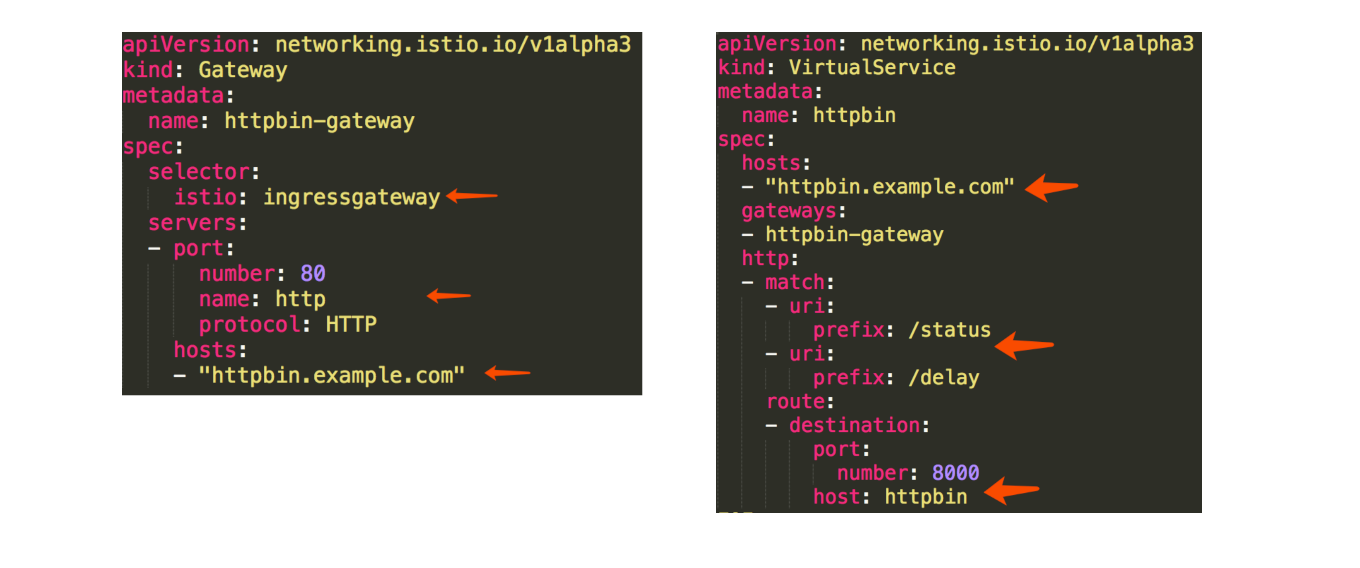 apiVersion: networking.istio.io/v1alpha3
kind: Gateway
metadata:
  name: httpbin-gateway
spec:
  selector:
    istio: ingressgateway
  servers:
  - port:
      number: 80
      name: http
      protocol: HTTP
    hosts:
    - "httpbin.example.com"
apiVersion: networking.istio.io/v1alpha3
kind: VirtualService
metadata:
  name: httpbin
spec:
  hosts:
  - "httpbin.example.com"
  gateways:
  - httpbin-gateway
  http:
  - match:
    - uri:
        prefix: /status
    - uri:
        prefix: /delay
    route:
    - destination:
        port:
          number: 8000
        host: httpbin